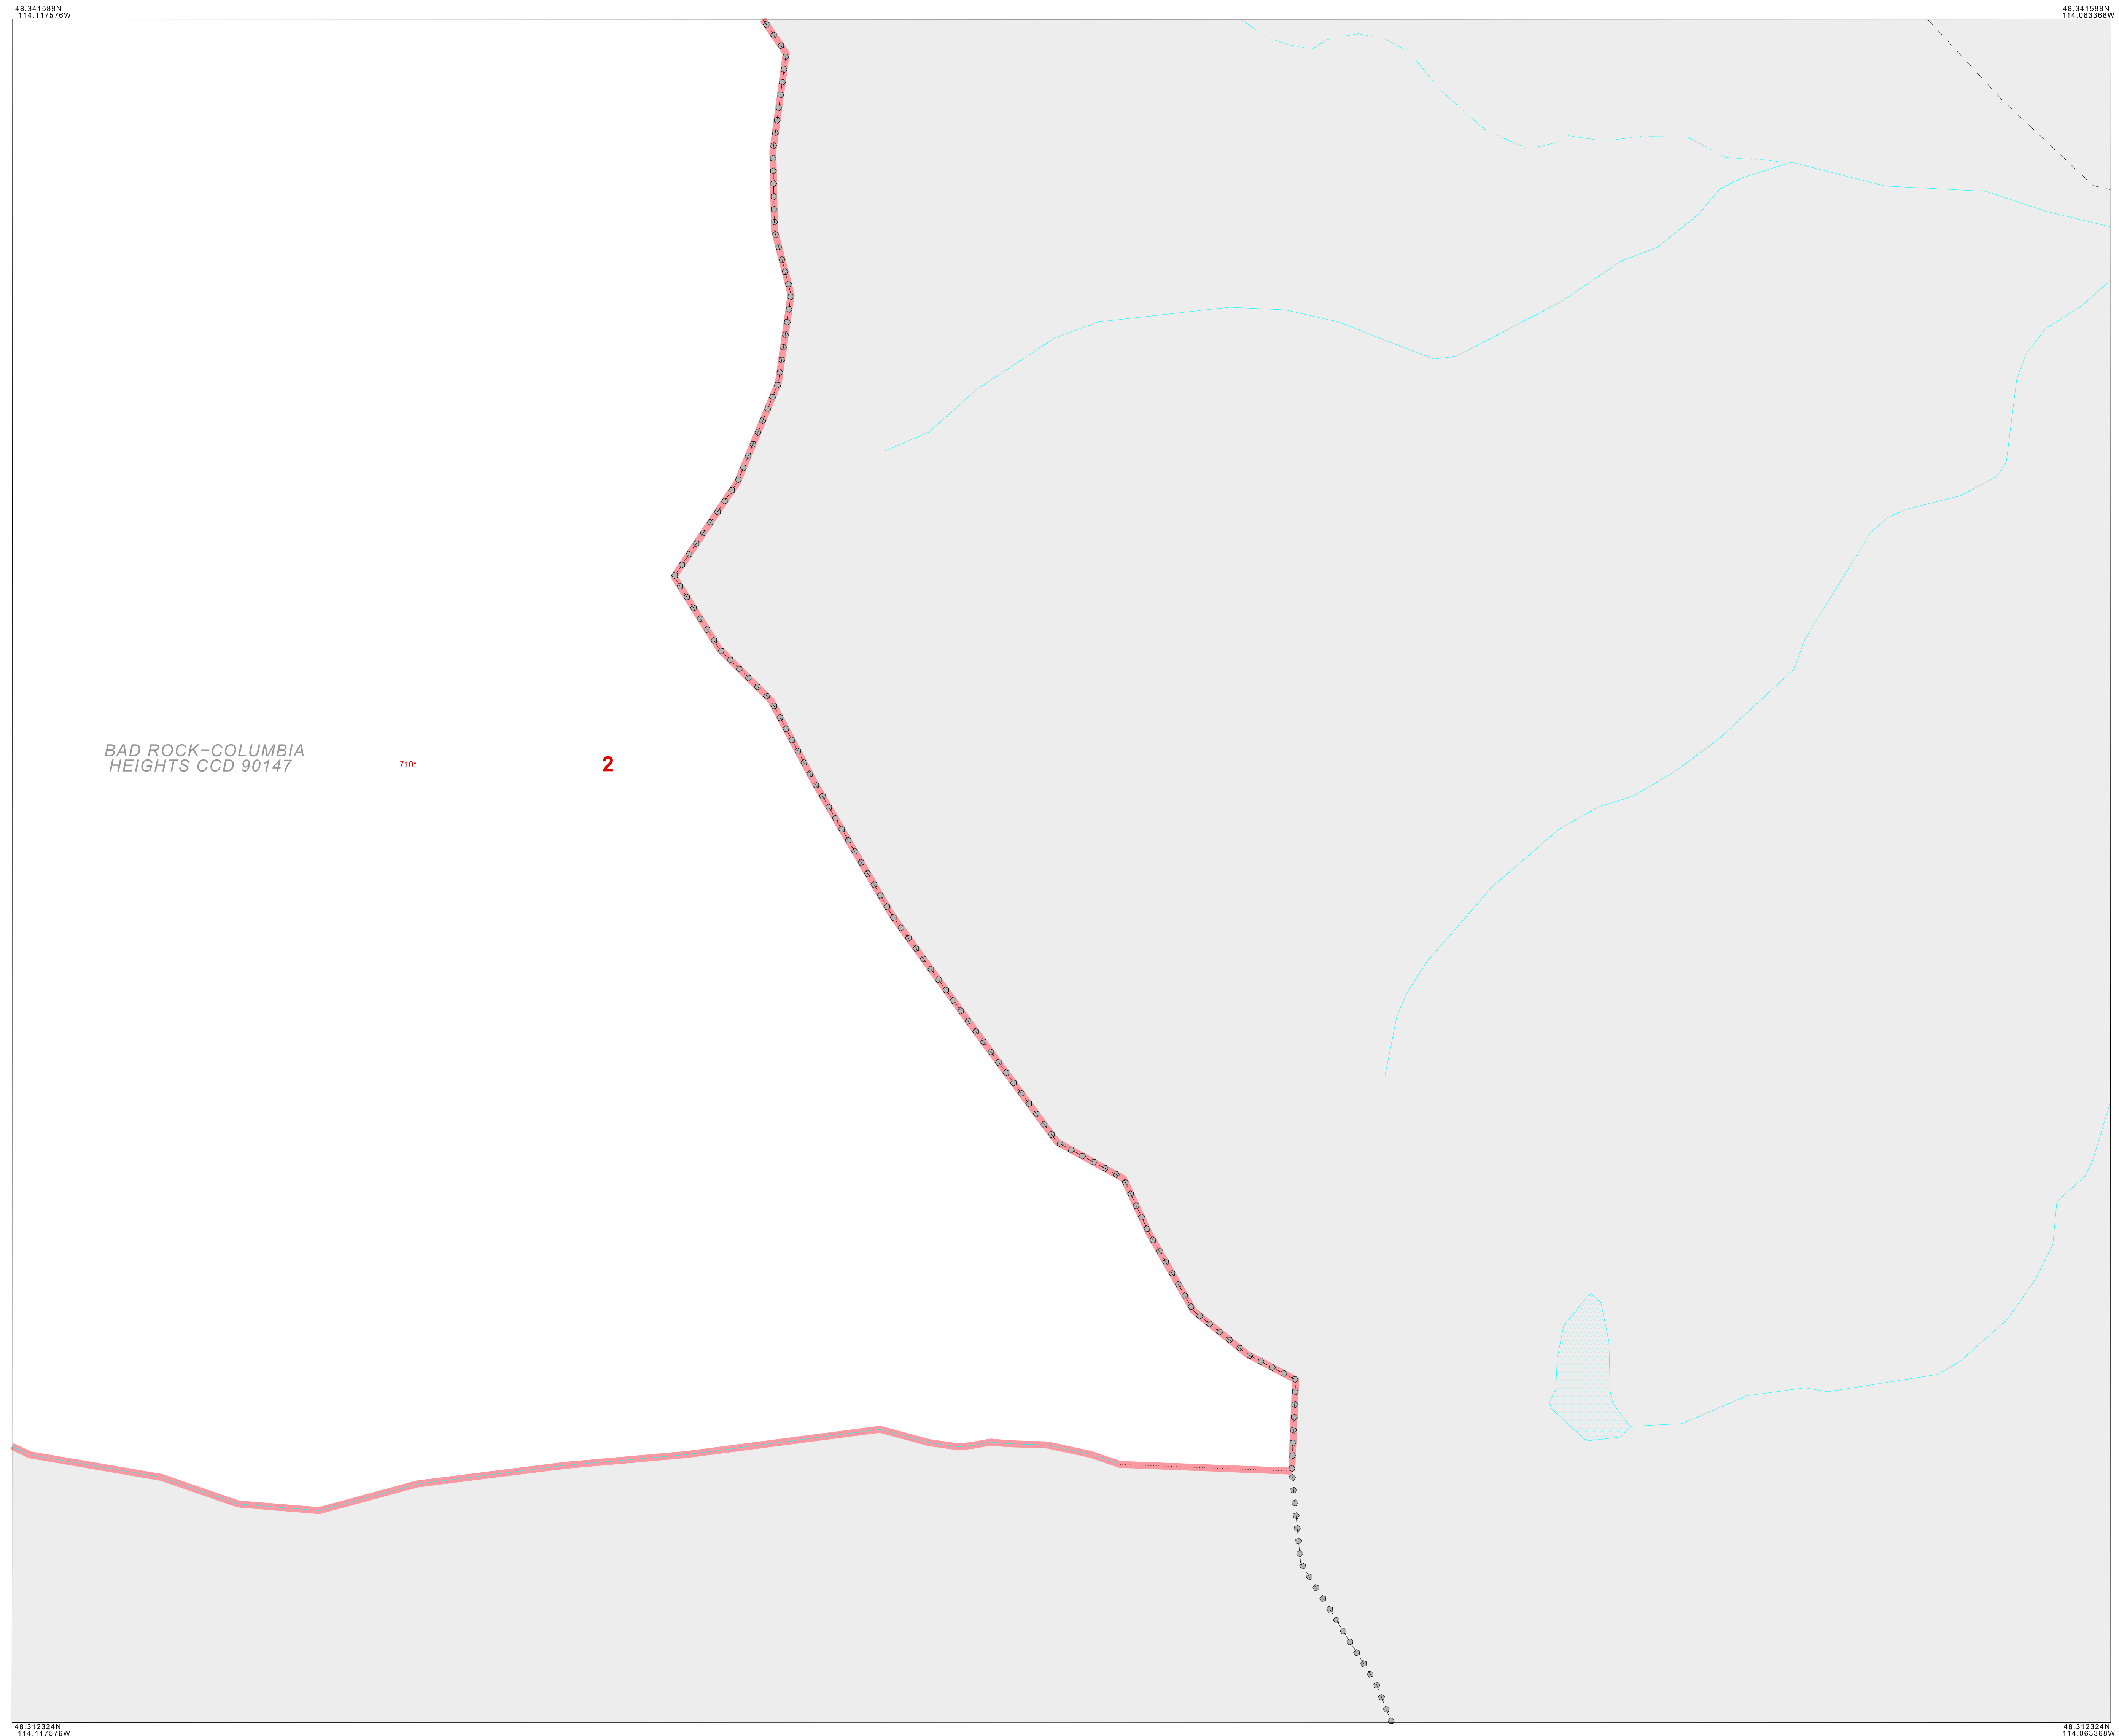 48.341588N
114.117576W
48.341588N
114.063368W
BAD ROCK–COLUMBIA
HEIGHTS CCD 90147
710*
2
48.312324N
114.117576W
48.312324N
114.063368W